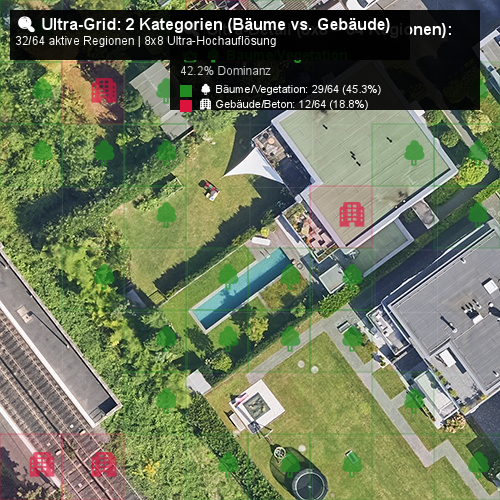 🔍 Ultra-Grid: 2 Kategorien (Bäume vs. Gebäude)
ionen):
32/64 aktive Regionen | 8x8 Ultra-Hochauflösung
42.2% Dominanz
🌳 Bäume/Vegetation: 29/64 (45.3%)
🏢 Gebäude/Beton: 12/64 (18.8%)